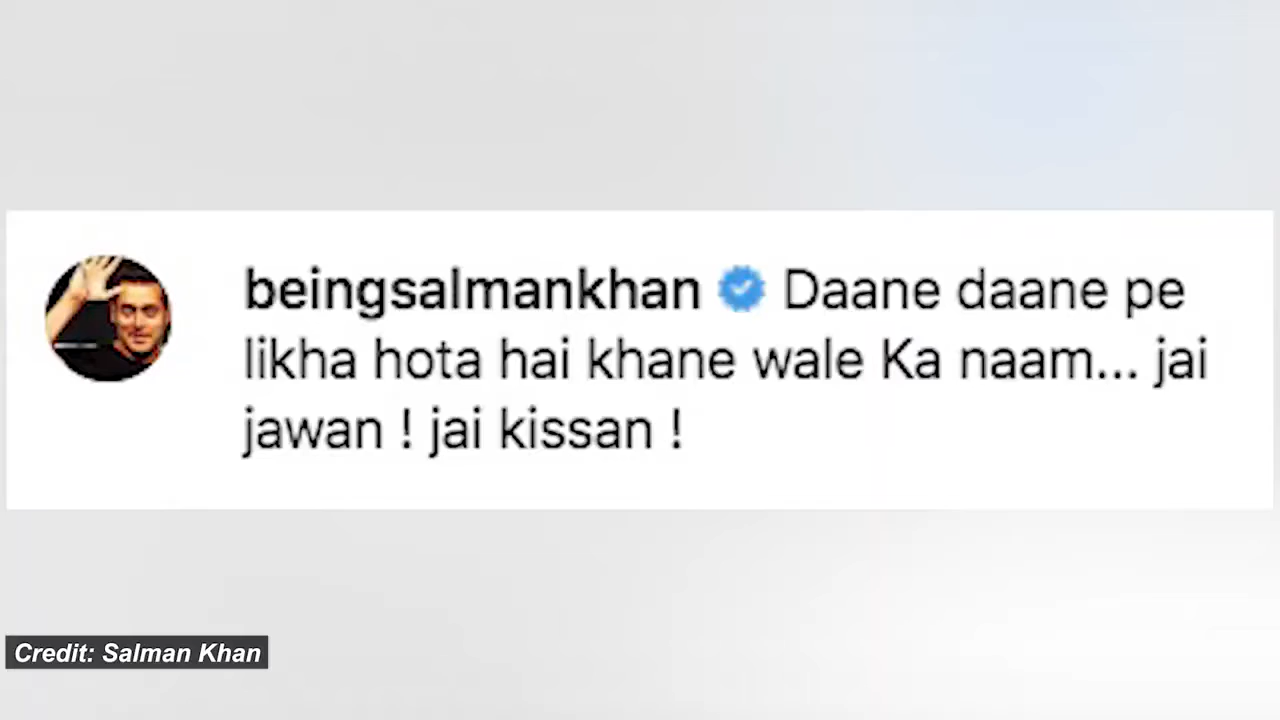 beingsalmankhan Daane daane pe
likha hota hai khane wale Ka naam... jai
jawan ! jai kissan !
Credit: Salman Khan